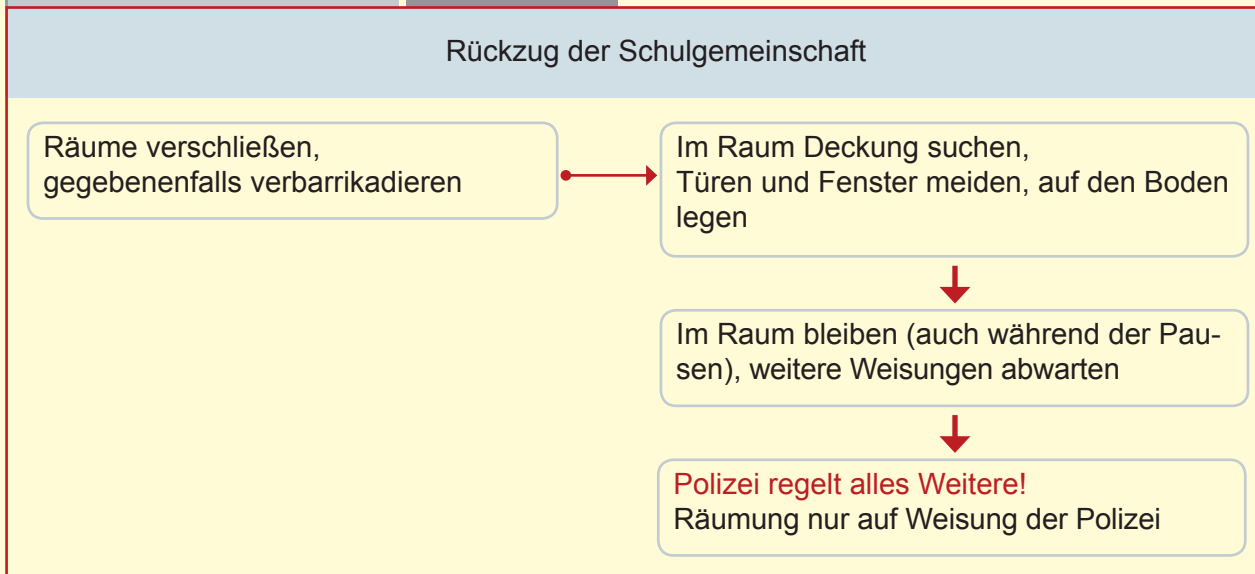 Rückzug der Schulgemeinschaft
Räume verschließen,
gegebenenfalls verbarrikadieren
Im Raum Deckung suchen,
Türen und Fenster meiden, auf den Boden
legen
Im Raum bleiben (auch während der Pau-
sen), weitere Weisungen abwarten
Polizei regelt alles Weitere!
Räumung nur auf Weisung der Polizei